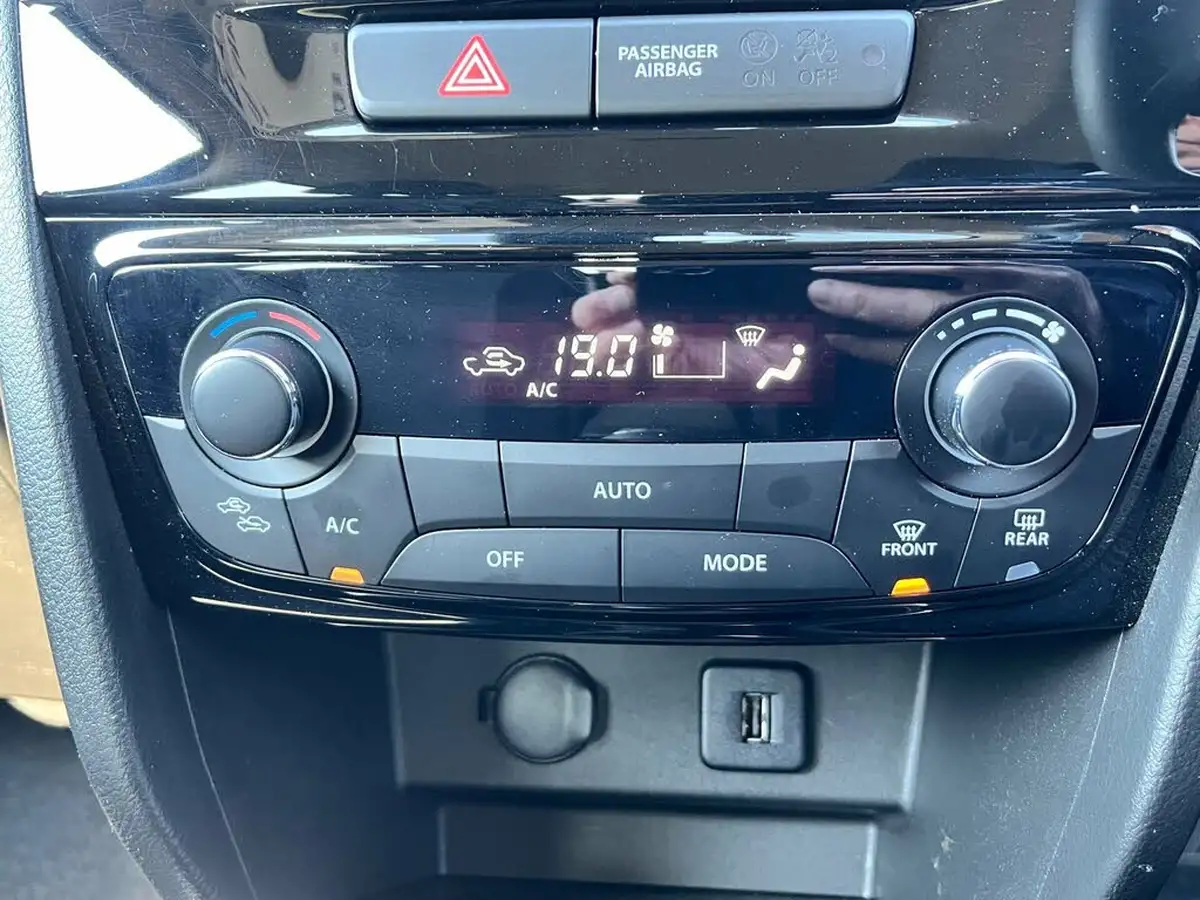 PASSENGER
AIRBAG
ON OFF
19.0
A/C
AUTO
A/C
OFF
MODE
FRONT
REAR